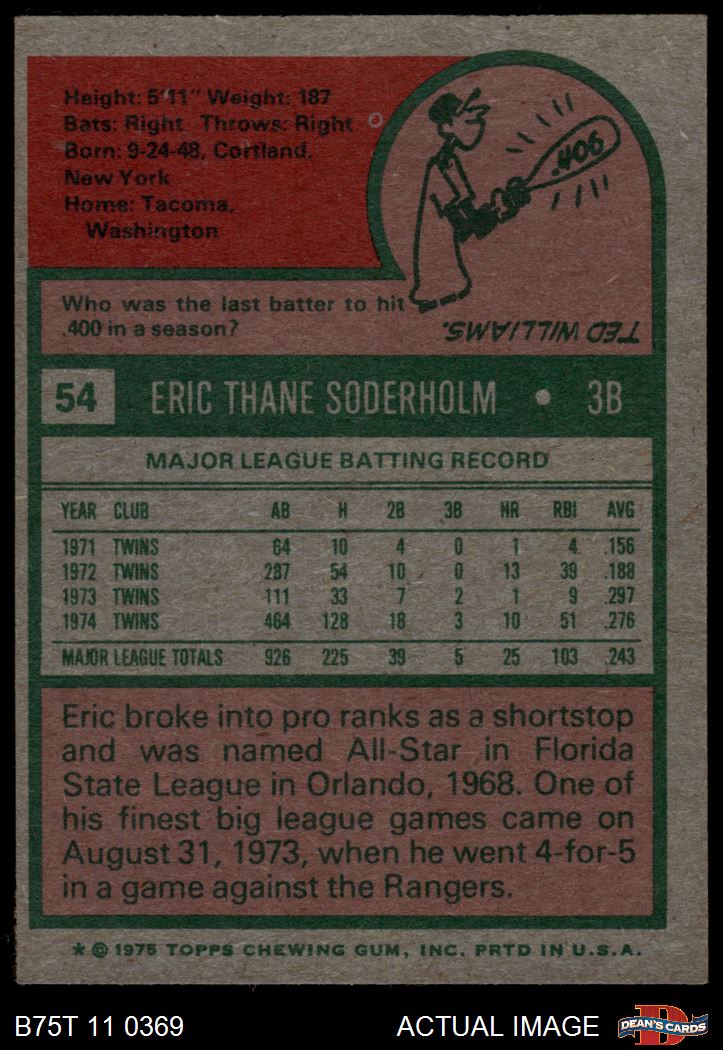 Height: 5'11" Weight: 187
Bats: Right Throws: Right
Born: 9-24-48, Cortland,
New York
Home: Tacoma,
Washington
.406
Who was the last batter to hit
.400 in a season?
TED WILLIAMS.
54 ERIC THANE SODERHOLM • 3B
MAJOR LEAGUE BATTING RECORD
YEAR CLUB AB H 2B 3B HR RBI AVG
1971 TWINS 64 10 4 0 1 4 .156
1972 TWINS 287 54 10 0 13 39 .188
1973 TWINS 111 33 7 2 1 9 .297
1974 TWINS 464 128 18 3 10 51 .276
MAJOR LEAGUE TOTALS 926 225 39 5 25 103 .243
Eric broke into pro ranks as a shortstop
and was named All-Star in Florida
State League in Orlando, 1968. One of
his finest big league games came on
August 31, 1973, when he went 4-for-5
in a game against the Rangers.
* © 1975 TOPPS CHEWING GUM, INC. PRTD IN U.S.A.
B75T 11 0369 ACTUAL IMAGE D DEAN'S CARDS